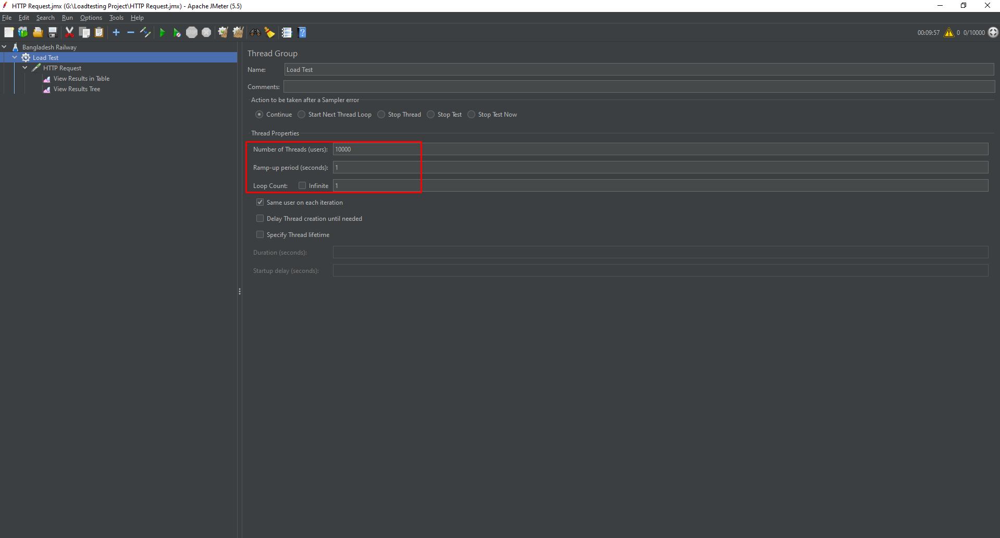 HTTP Request.jmx (G:\Loadtesting Project\HTTP Request.jmx) - Apache JMeter (5.5)
File Edit Search Run Options Tools Help
00:09:57 0 0/10000
Bangladesh Railway
Load Test
HTTP Request
View Results in Table
View Results Tree
Thread Group
Name: Load Test
Comments:
Action to be taken after a Sampler error
Continue Start Next Thread Loop Stop Thread Stop Test Stop Test Now
Thread Properties
Number of Threads (users): 10000
Ramp-up period (seconds): 1
Loop Count: Infinite 1
Same user on each iteration
Delay Thread creation until needed
Specify Thread lifetime
Duration (seconds):
Startup delay (seconds):